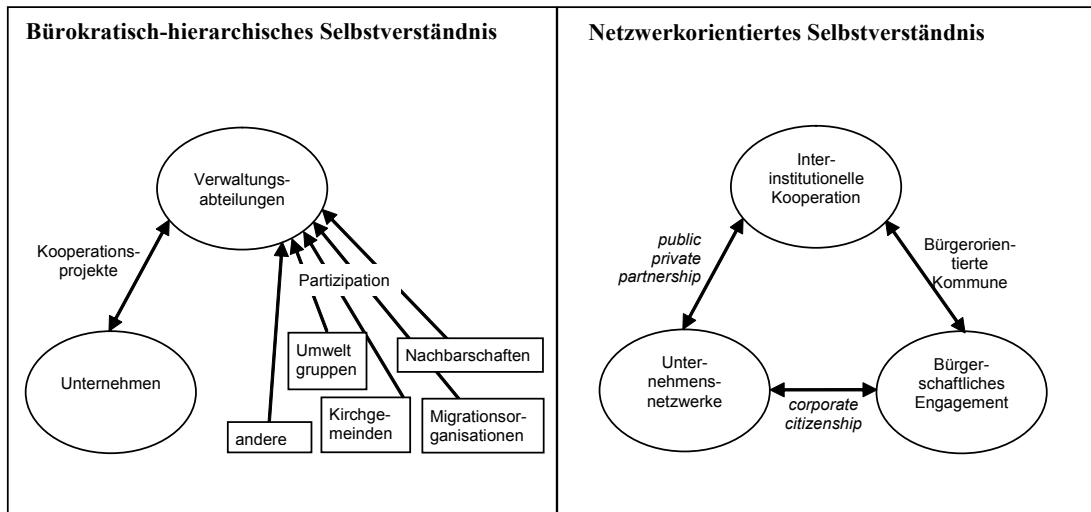 Bürokratisch-hierarchisches Selbstverständnis
Verwaltungs-
abteilungen
Kooperations-
projekte
Partizipation
Unternehmen
Umwelt
gruppen
Nachbarschaften
Kirchge-
meinden
Migrationsor-
ganisationen
andere
Netzwerkorientiertes Selbstverständnis
Inter-
institutionelle
Kooperation
public
private
partnership
Bürgerorien-
tierte
Kommune
Unter-
nehmens-
netzwerke
corporate
citizenship
Bürger-
schaftliches
Engagement